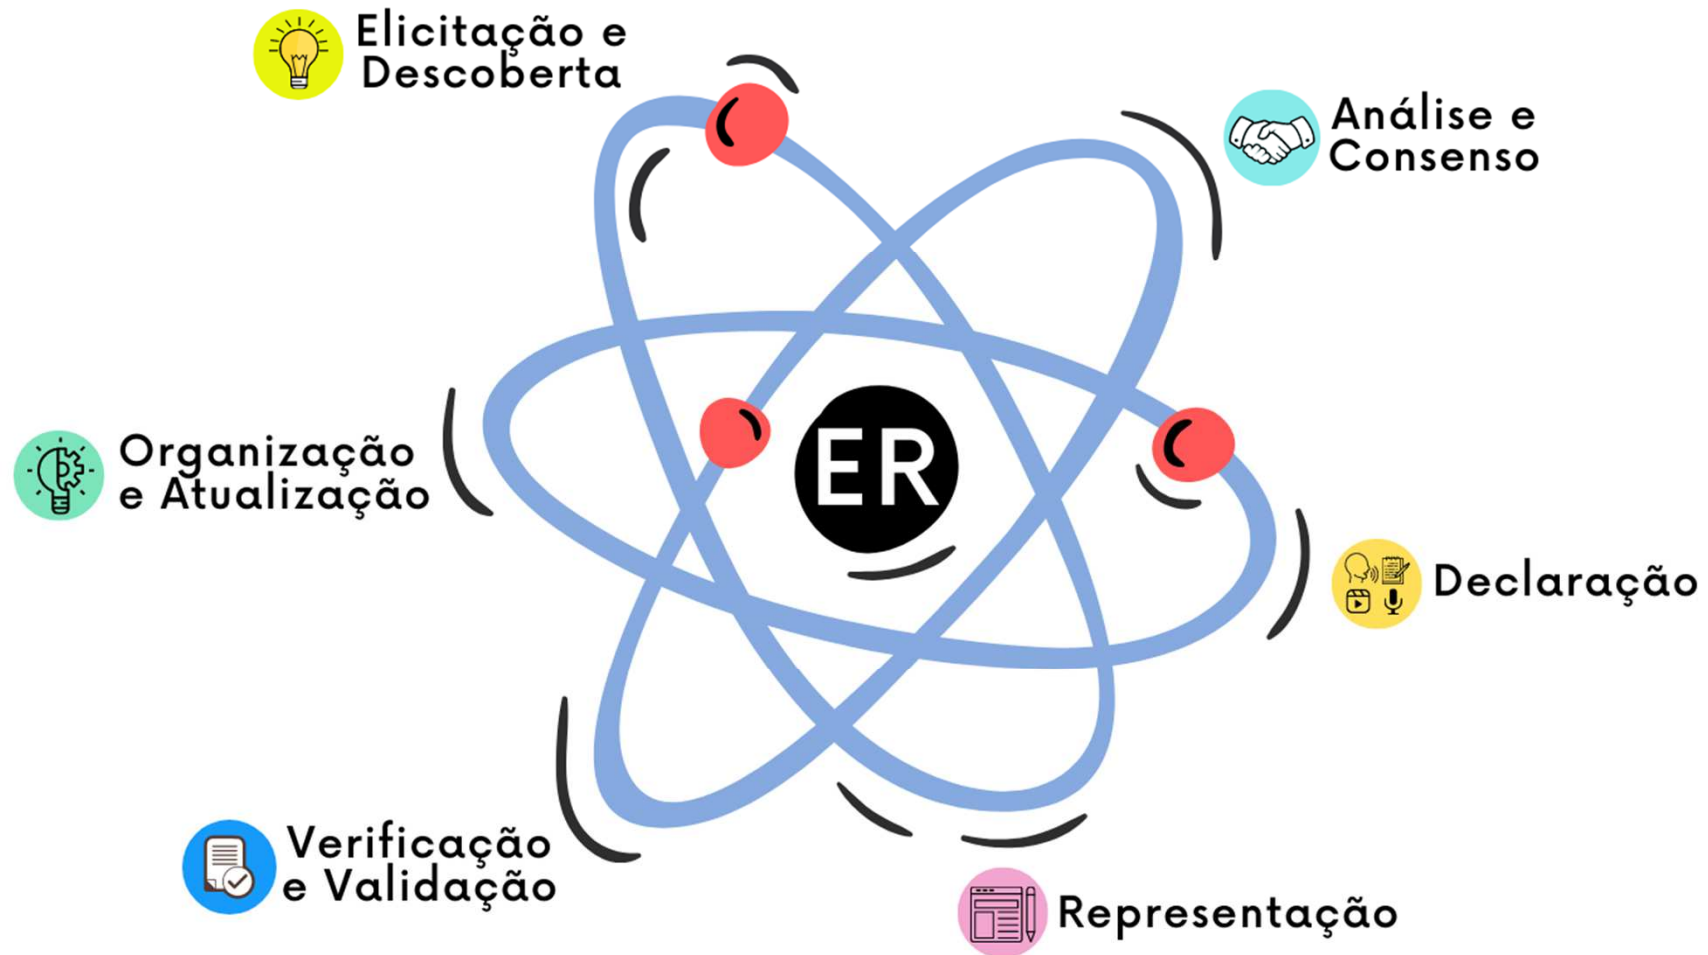 Elicitação e
Descoberta
Análise e
Consenso
ER
Organização
e Atualização
Declaração
Verificação
e Validação
Representação